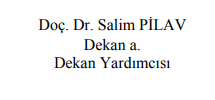 Doç. Dr. Salim PİLAV
Dekan a.
Dekan Yardımcısı